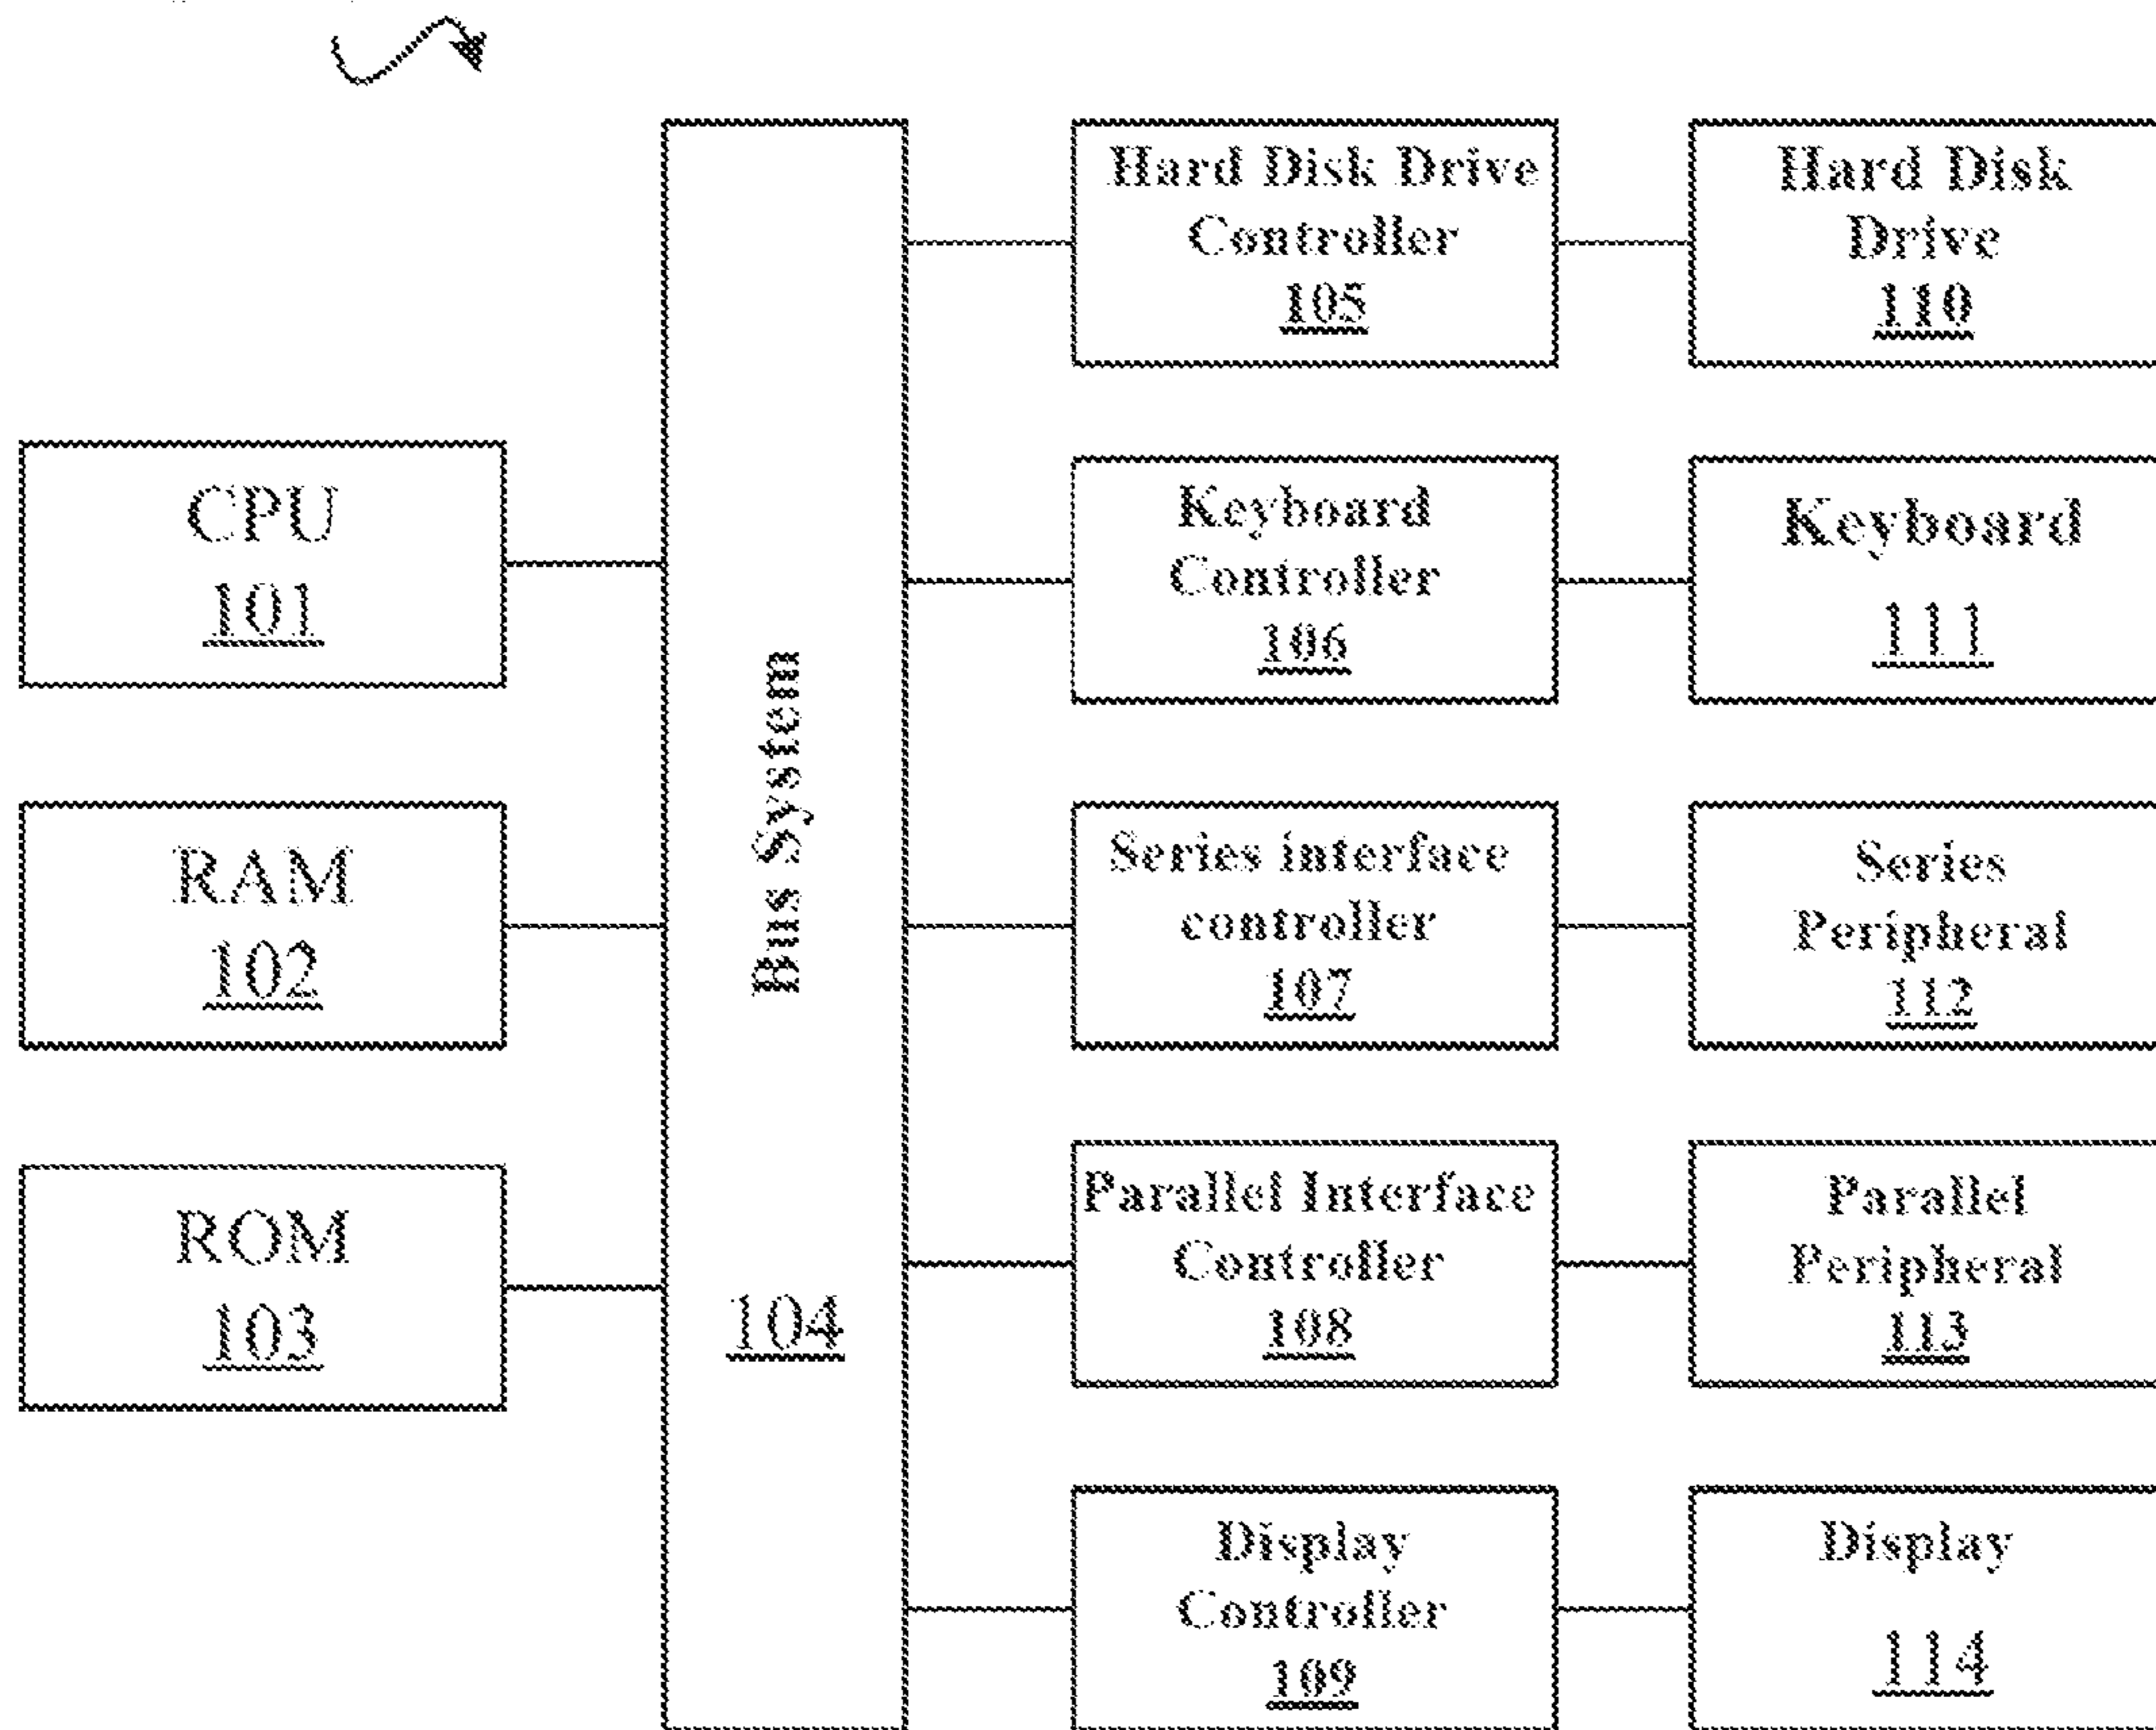 CPU
101
RAM
102
ROM
103
Bus System
104
Hard Disk Drive
Controller
105
Hard Disk
Drive
110
Keyboard
Controller
106
Keyboard
111
Series interface
controller
107
Series
Peripheral
112
Parallel Interface
Controller
108
Parallel
Peripheral
113
Display
Controller
109
Display
114